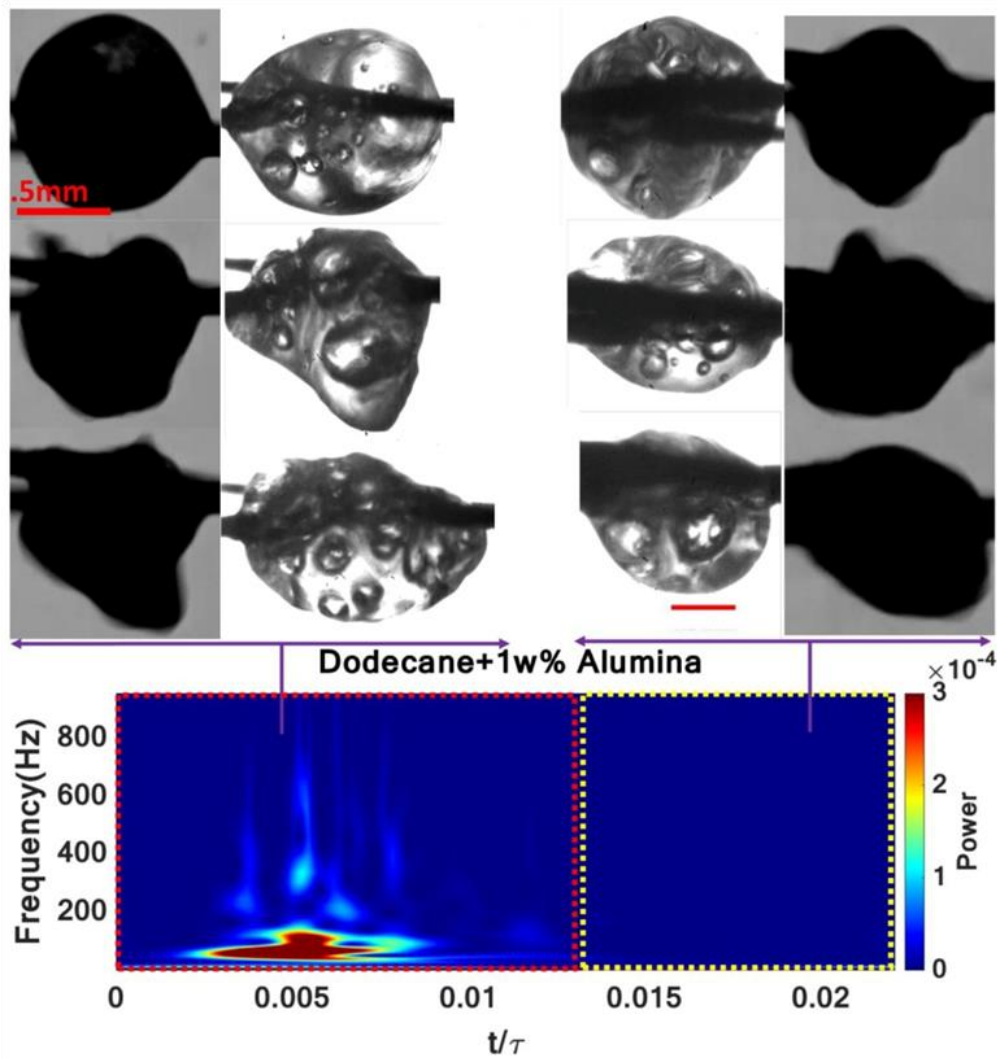 .5mm
Dodecane+1w% Alumina
×10⁻⁴
Frequency(Hz)
800
600
400
200
3
2
1
0
Power
0
0.005
0.01
0.015
0.02
t/τ